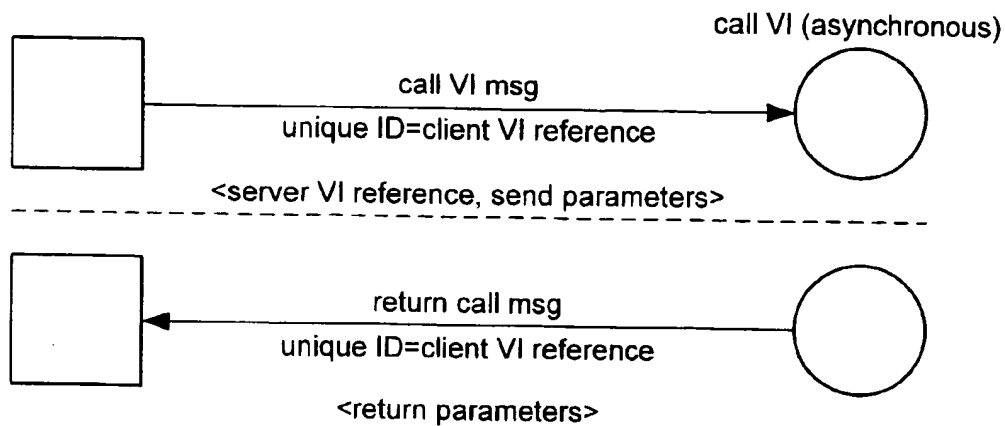 call VI (asynchronous)
call VI msg
unique ID=client VI reference
<server VI reference, send parameters>
return call msg
unique ID=client VI reference
<return parameters>